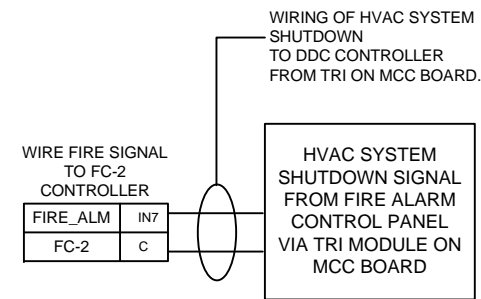 WIRING OF HVAC SYSTEM
SHUTDOWN
TO DDC CONTROLLER
FROM TRI ON MCC BOARD.
WIRE FIRE SIGNAL
TO FC-2
CONTROLLER
FIRE_ALM IN7
FC-2 C
HVAC SYSTEM
SHUTDOWN SIGNAL
FROM FIRE ALARM
CONTROL PANEL
VIA TRI MODULE ON
MCC BOARD